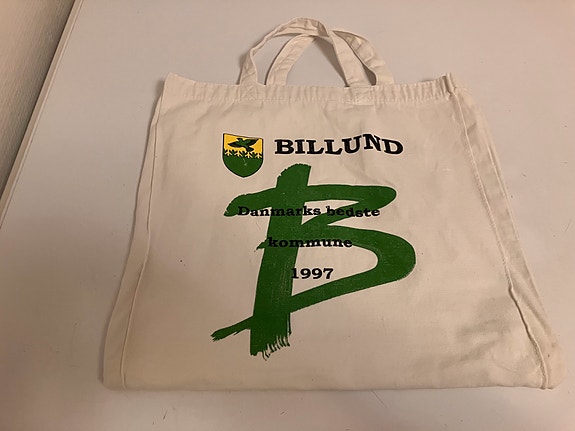 BILLUND
B
Danmarks bedste
kommune
1997